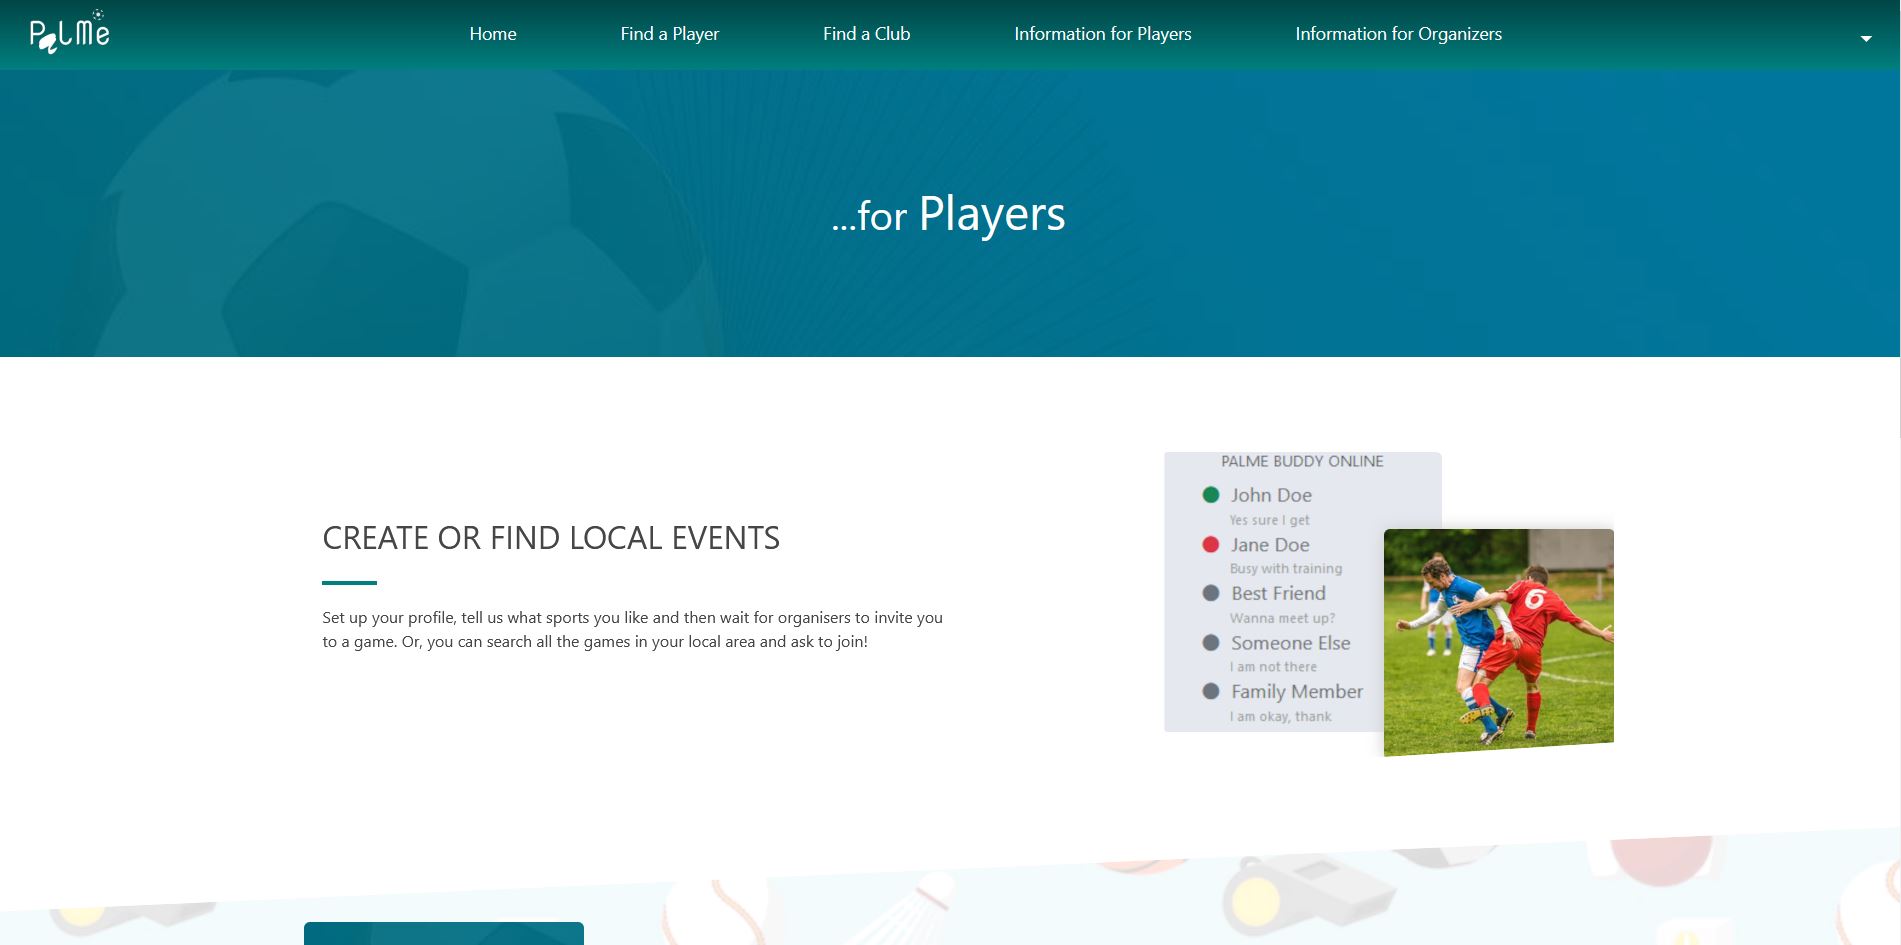 PalMe
Home
Find a Player
Find a Club
Information for Players
Information for Organizers
...for Players
CREATE OR FIND LOCAL EVENTS
Set up your profile, tell us what sports you like and then wait for organisers to invite you
to a game. Or, you can search all the games in your local area and ask to join!
PALME BUDDY ONLINE
John Doe
Yes sure I get
Jane Doe
Busy with training
Best Friend
Wanna meet up?
Someone Else
I am not there
Family Member
I am okay, thank
6